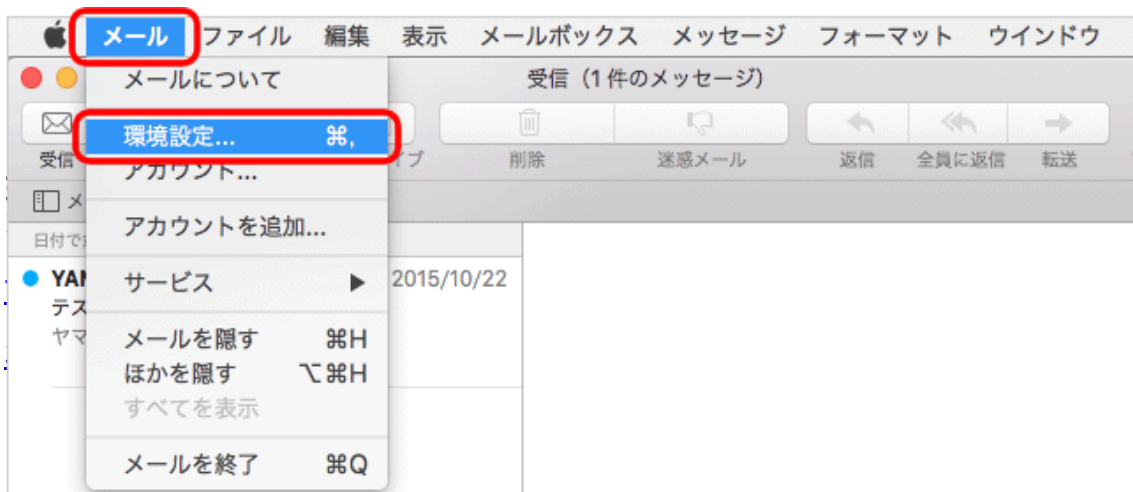 メール ファイル 編集 表示 メールボックス メッセージ フォーマット ウインドウ
メールについて
受信（1 件のメッセージ）
環境設定... ⌘,
受信 イブ 削除 迷惑メール 返信 全員に返信 転送
アカウント...
メ
アカウントを追加...
日付で
YAN 2015/10/22
サービス ▶
テス
ヤマ
メールを隠す ⌘H
ほかを隠す ⌥⌘H
すべてを表示
メールを終了 ⌘Q